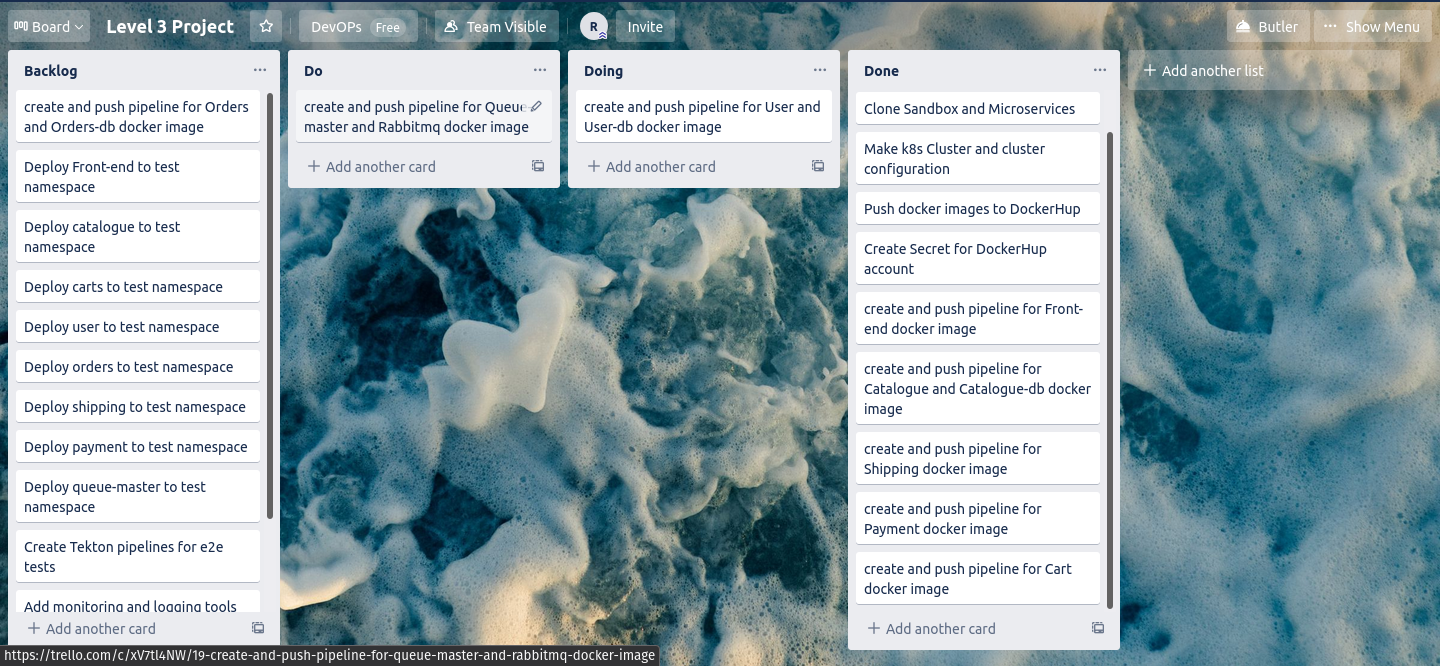 Board
Level 3 Project
DevOPs
Free
Team Visible
R
Invite
Butler
Show Menu
Backlog
create and push pipeline for Orders
and Orders-db docker image
Deploy Front-end to test
namespace
Deploy catalogue to test
namespace
Deploy carts to test namespace
Deploy user to test namespace
Deploy orders to test namespace
Deploy shipping to test namespace
Deploy payment to test namespace
Deploy queue-master to test
namespace
Create Tekton pipelines for e2e
tests
Add monitoring and logging tools
+ Add another card
Do
create and push pipeline for Queue-
master and Rabbitmq docker image
+ Add another card
Doing
create and push pipeline for User and
User-db docker image
+ Add another card
Done
Clone Sandbox and Microservices
Make k8s Cluster and cluster
configuration
Push docker images to DockerHup
Create Secret for DockerHup
account
create and push pipeline for Front-
end docker image
create and push pipeline for
Catalogue and Catalogue-db docker
image
create and push pipeline for
Shipping docker image
create and push pipeline for
Payment docker image
create and push pipeline for Cart
docker image
+ Add another card
+ Add another list
https://trello.com/c/xV7tI4NW/19-create-and-push-pipeline-for-queue-master-and-rabbitmq-docker-image